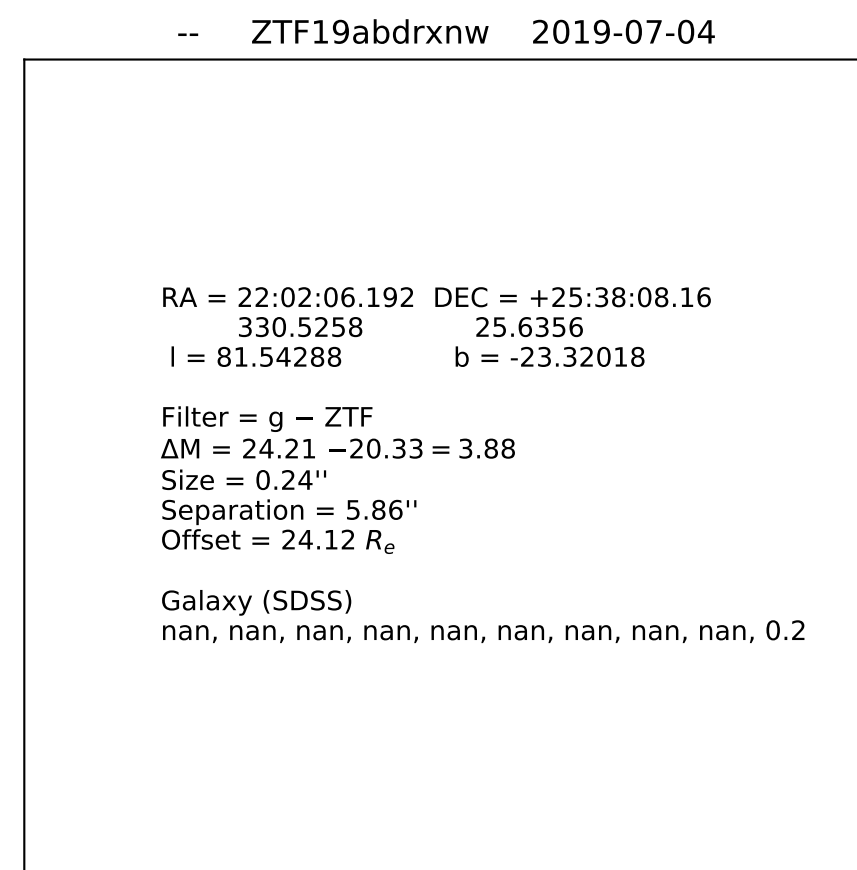 -- ZTF19abdrxnw 2019-07-04
RA = 22:02:06.192 DEC = +25:38:08.16
330.5258 25.6356
l = 81.54288 b = -23.32018
Filter = g − ZTF
ΔM = 24.21 −20.33 = 3.88
Size = 0.24''
Separation = 5.86''
Offset = 24.12 Re
Galaxy (SDSS)
nan, nan, nan, nan, nan, nan, nan, nan, nan, 0.2